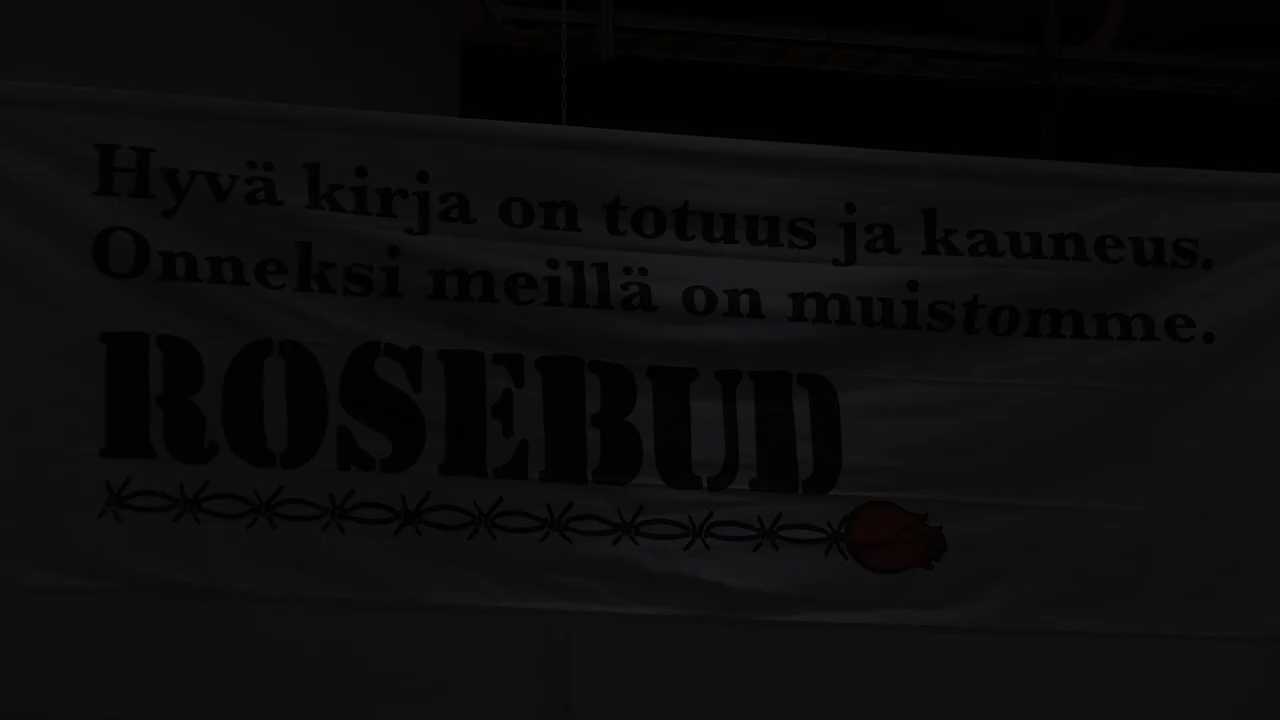 Hyvä kirja on totuus ja kauneus.
Onneksi meillä on muistomme.
ROSEBUD